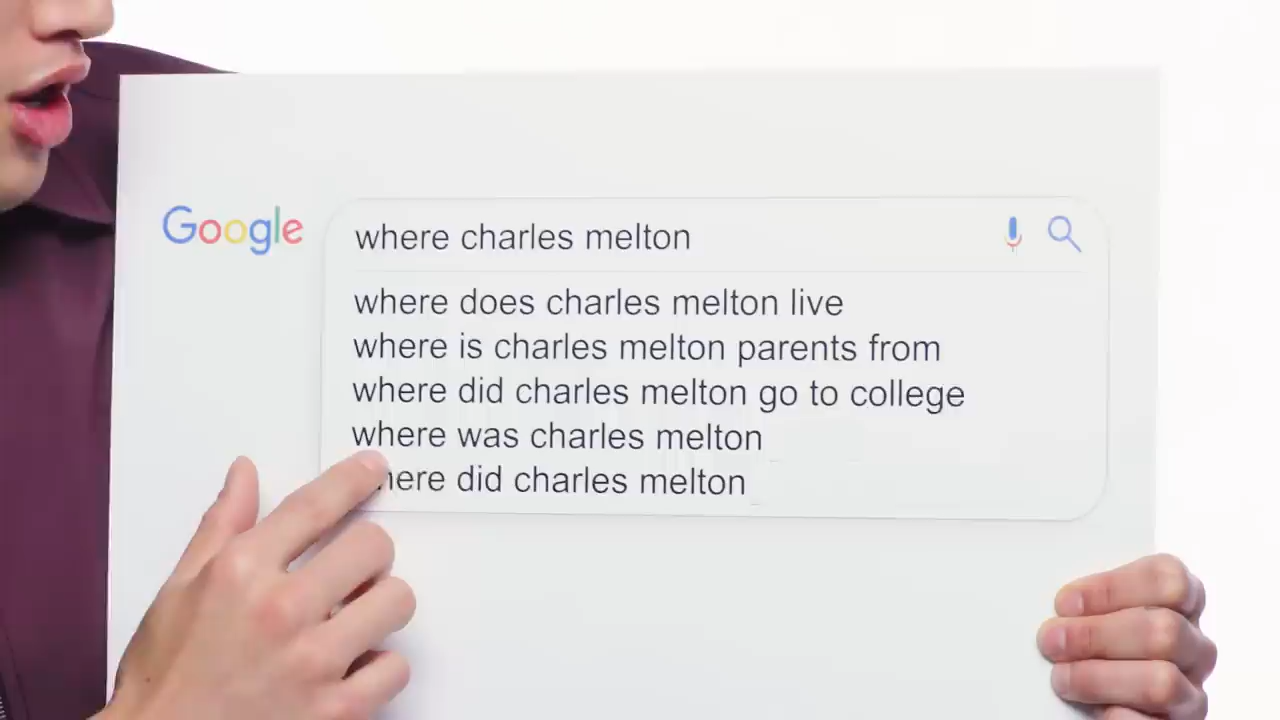 Google
where charles melton
where does charles melton live
where is charles melton parents from
where did charles melton go to college
where was charles melton
where did charles melton